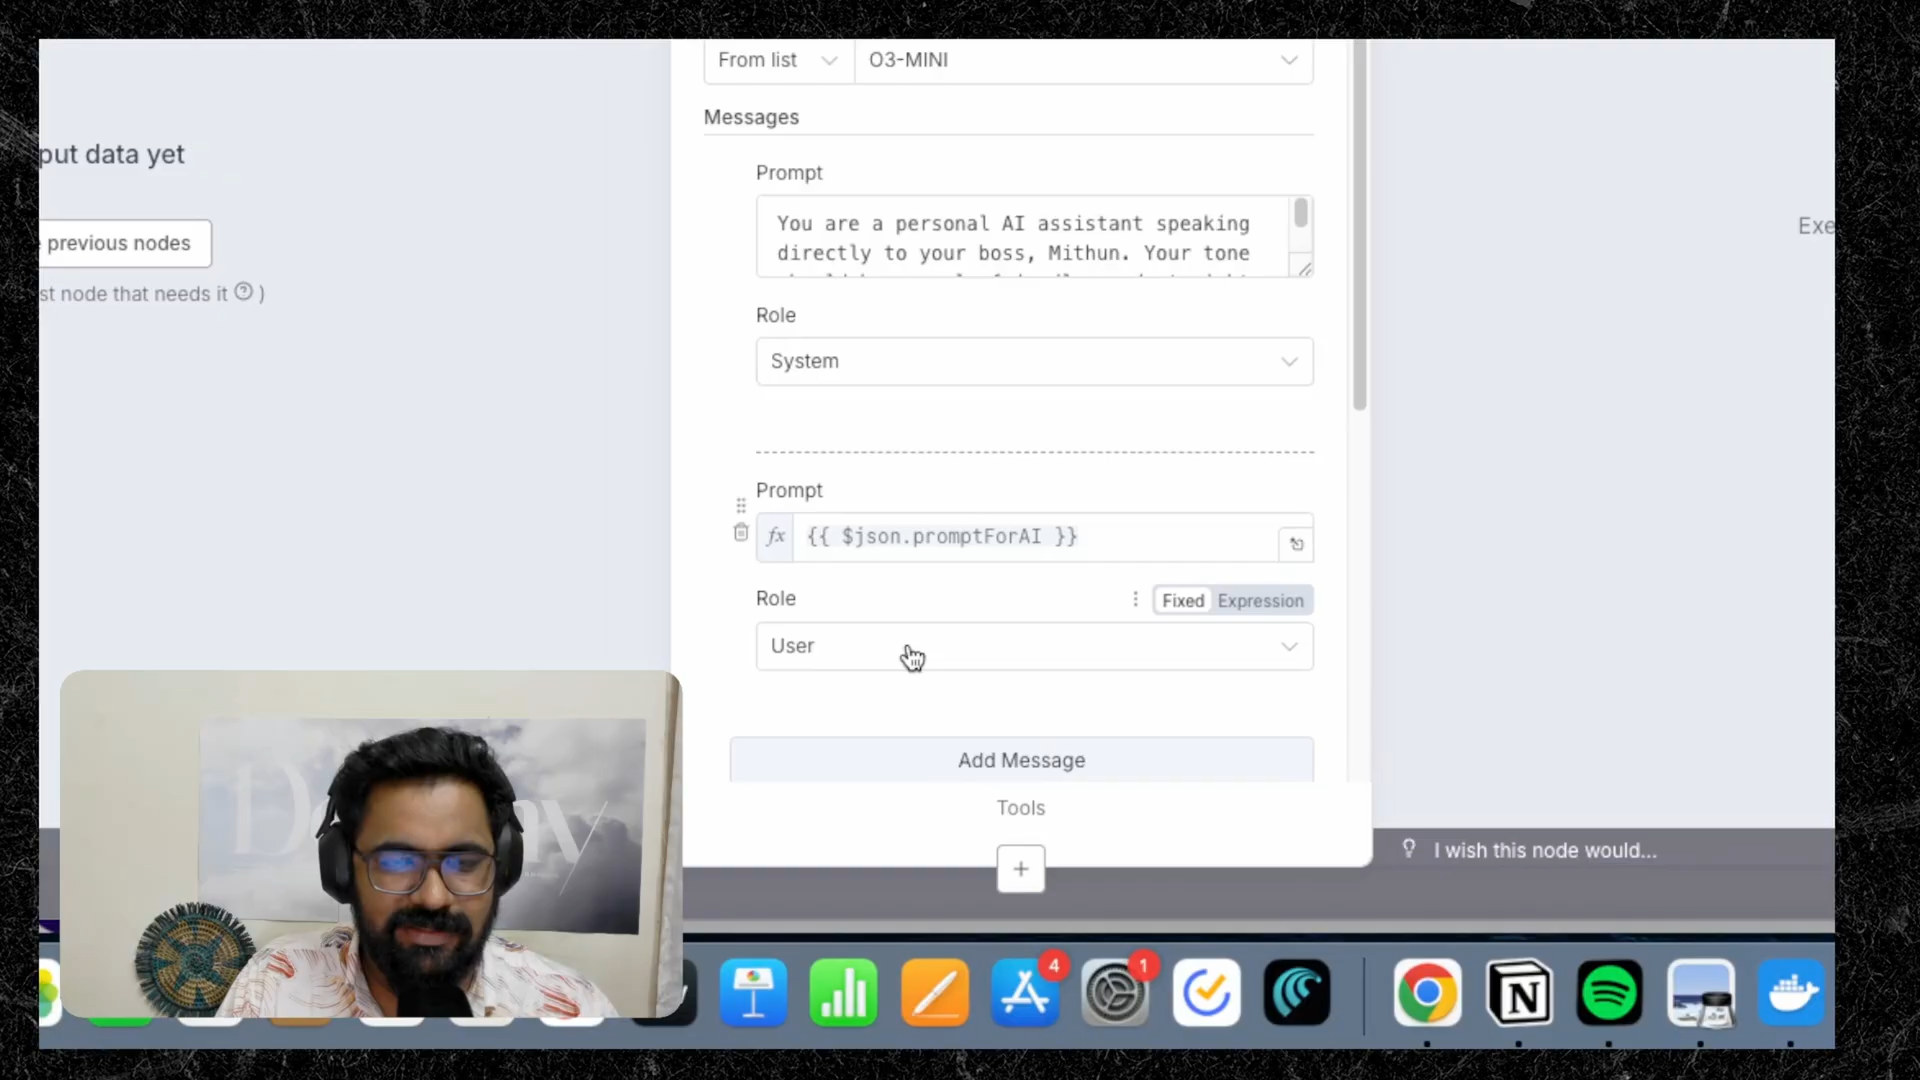 From list
O3-MINI
Messages
put data yet
Prompt
You are a personal AI assistant speaking
directly to your boss, Mithun. Your tone
previous nodes
Exe
st node that needs it ? )
Role
System
Prompt
fx {{ $json.promptForAI }}
Role
Fixed Expression
User
Add Message
Tools
+
I wish this node would...
4
1
N